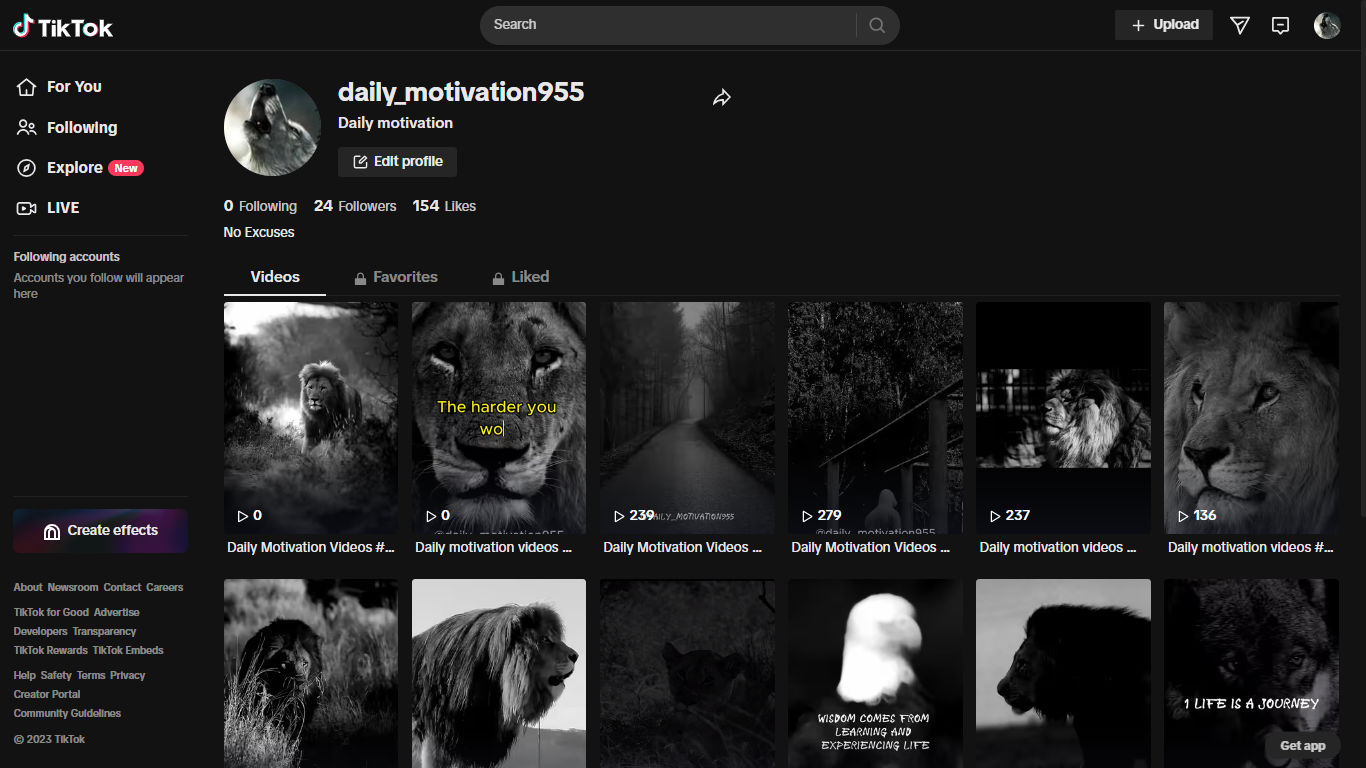 TikTok
Search
Upload
For You
Following
Explore New
LIVE
Following accounts
Accounts you follow will appear
here
Create effects
About Newsroom Contact Careers
TikTok for Good Advertise
Developers Transparency
TikTok Rewards TikTok Embeds
Help Safety Terms Privacy
Creator Portal
Community Guidelines
© 2023 TikTok
daily_motivation955
Daily motivation
Edit profile
0 Following 24 Followers 154 Likes
No Excuses
Videos Favorites Liked
The harder you
wo
0
0
@daily_motivation955
239
DAILY_MOTIVATION955
279
@daily_motivation955
237
136
Daily Motivation Videos #...
Daily motivation videos ...
Daily Motivation Videos ...
Daily Motivation Videos ...
Daily motivation videos ...
Daily motivation videos #...
WISDOM COMES FROM
LEARNING AND
EXPERIENCING LIFE
1 LIFE IS A JOURNEY
Get app